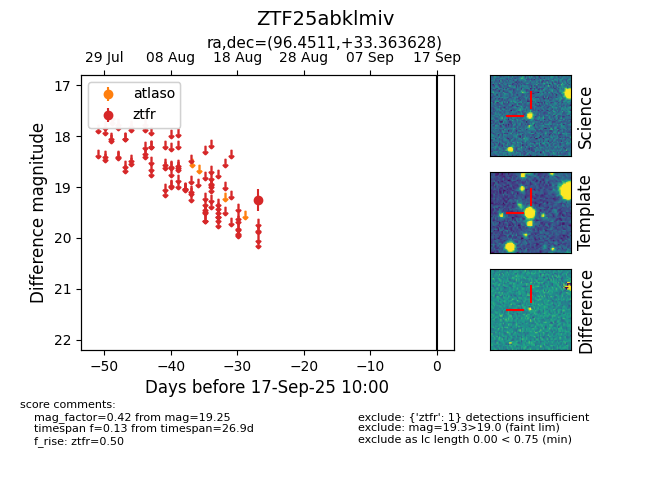 ZTF25abklmiv
ra,dec=(96.4511,+33.363628)
29 Jul 08 Aug 18 Aug 28 Aug 07 Sep 17 Sep
atlaso
ztfr
17
18
19
20
21
22
Difference magnitude
−50 −40 −30 −20 −10 0
Days before 17-Sep-25 10:00
Science
Template
Difference
score comments:
mag_factor=0.42 from mag=19.25
timespan f=0.13 from timespan=26.9d
f_rise: ztfr=0.50
exclude: {'ztfr': 1} detections insufficient
exclude: mag=19.3>19.0 (faint lim)
exclude as lc length 0.00 < 0.75 (min)